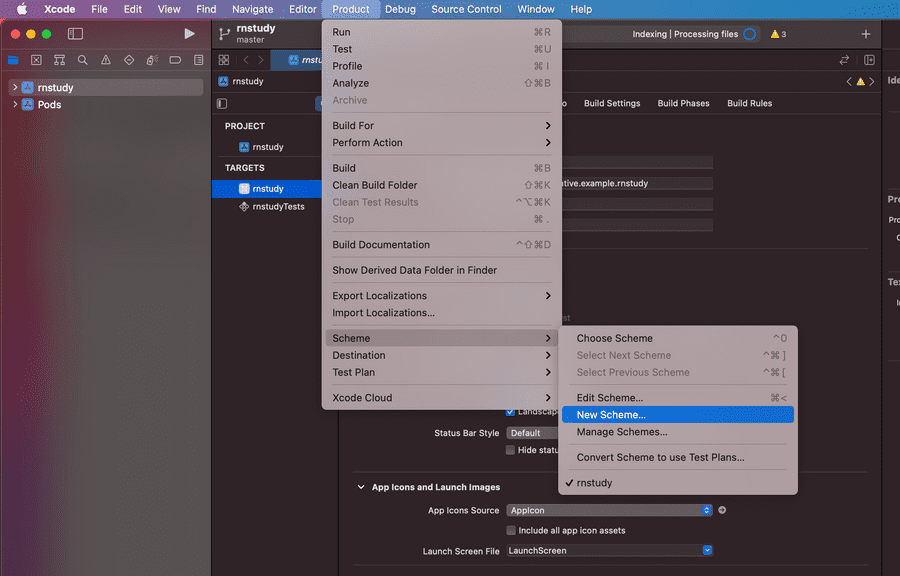 Xcode File Edit View Find Navigate Editor Product Debug Source Control Window Help
rnstudy
master
Indexing | Processing files
3
rnstudy
Pods
rnstudy
PROJECT
rnstudy
TARGETS
rnstudy
rnstudyTests
Run ⌘R
Test ⌘U
Profile ⌘I
Analyze ⇧⌘B
Archive
Build For
Perform Action
Build ⌘B
Clean Build Folder ⇧⌘K
Clean Test Results ^⌥⌘K
Stop ⌘.
Build Documentation ^⇧⌘D
Show Derived Data Folder in Finder
Export Localizations
Import Localizations...
Scheme
Destination
Test Plan
Xcode Cloud
Build Settings Build Phases Build Rules
tive.example.rnstudy
Choose Scheme ^0
Select Next Scheme ^⌘]
Select Previous Scheme ^⌘[
Edit Scheme... ⌘<
New Scheme...
Manage Schemes...
Convert Scheme to use Test Plans...
✓ rnstudy
Landscap
Status Bar Style Default
Hide statu
App Icons and Launch Images
App Icons Source AppIcon
Include all app icon assets
Launch Screen File LaunchScreen
Ide
Pro
Pro
Tex